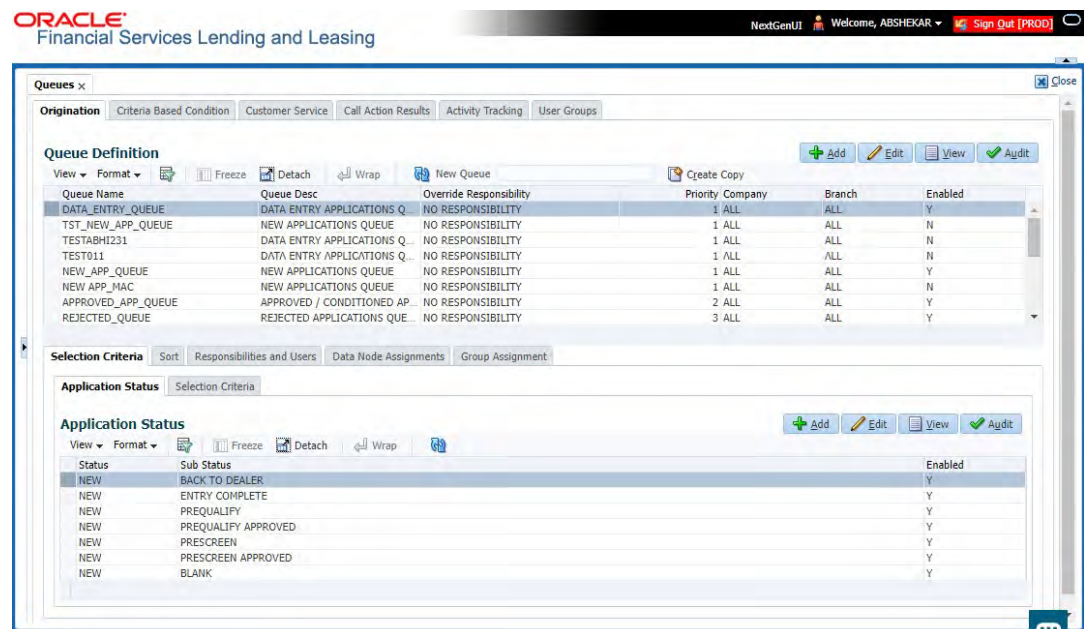 ORACLE
Financial Services Lending and Leasing
NextGenUI Welcome, ABSHEKAR Sign Out [PROD]
Queues × Close
Origination Criteria Based Condition Customer Service Call Action Results Activity Tracking User Groups
Queue Definition Add Edit View Audit
View Format Freeze Detach Wrap New Queue Create Copy
Queue Name Queue Desc Override Responsibility Priority Company Branch Enabled
DATA_ENTRY_QUEUE DATA ENTRY APPLICATIONS Q... NO RESPONSIBILITY 1 ALL ALL Y
TST_NEW_APP_QUEUE NEW APPLICATIONS QUEUE NO RESPONSIBILITY 1 ALL ALL N
TESTABHI231 DATA ENTRY APPLICATIONS Q... NO RESPONSIBILITY 1 ALL ALL N
TEST011 DATA ENTRY APPLICATIONS Q... NO RESPONSIBILITY 1 ALL ALL N
NEW_APP_QUEUE NEW APPLICATIONS QUEUE NO RESPONSIBILITY 1 ALL ALL Y
NEW APP_MAC NEW APPLICATIONS QUEUE NO RESPONSIBILITY 1 ALL ALL N
APPROVED_APP_QUEUE APPROVED / CONDITIONED AP... NO RESPONSIBILITY 2 ALL ALL Y
REJECTED_QUEUE REJECTED APPLICATIONS QUE... NO RESPONSIBILITY 3 ALL ALL Y
Selection Criteria Sort Responsibilities and Users Data Node Assignments Group Assignment
Application Status Selection Criteria
Application Status Add Edit View Audit
View Format Freeze Detach Wrap
Status Sub Status Enabled
NEW BACK TO DEALER Y
NEW ENTRY COMPLETE Y
NEW PREQUALIFY Y
NEW PREQUALIFY APPROVED Y
NEW PRESCREEN Y
NEW PRESCREEN APPROVED Y
NEW BLANK Y